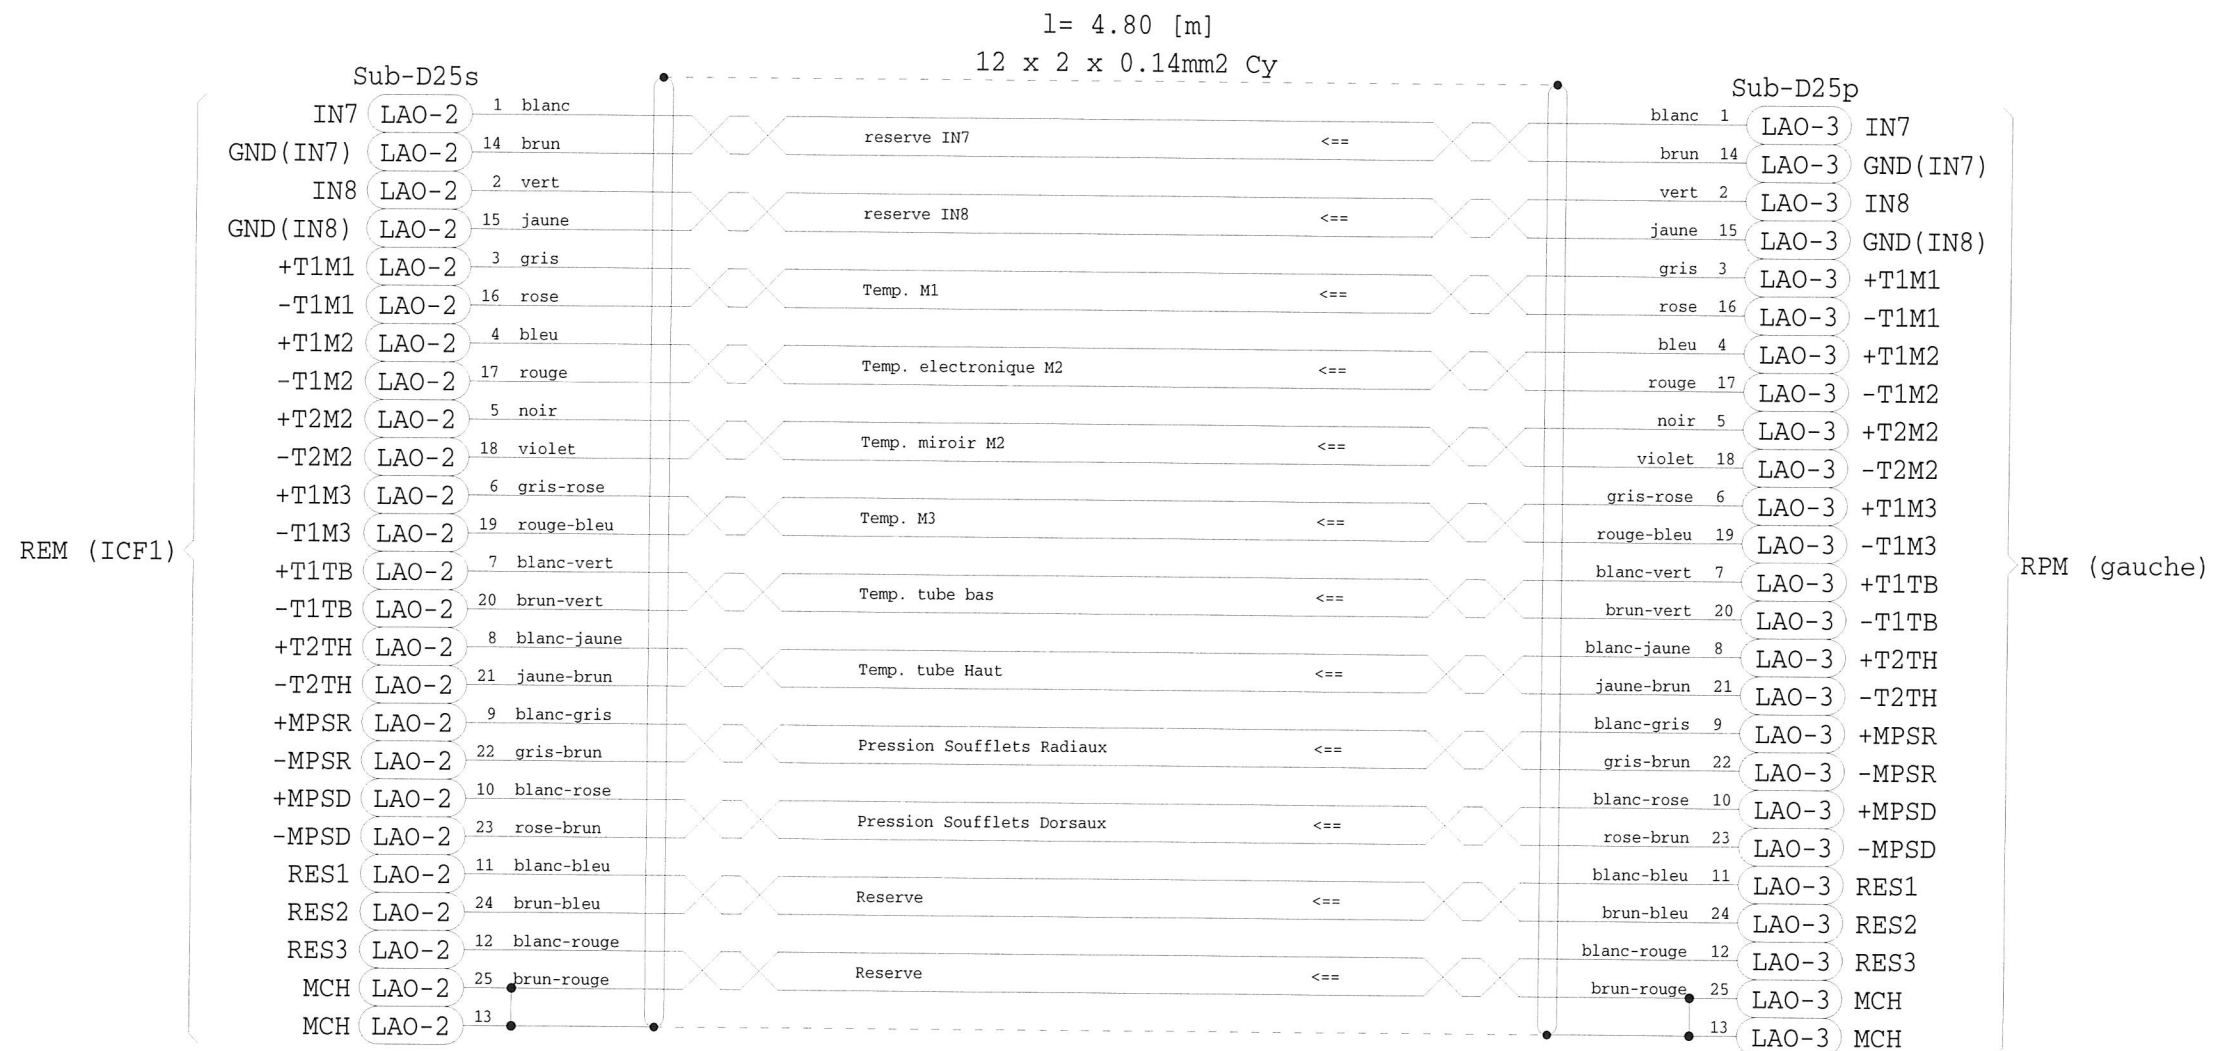 l= 4.80 [m]
12 x 2 x 0.14mm2 Cy
Sub-D25s Sub-D25p
IN7 LAO-2 1 blanc blanc 1 LAO-3 IN7
reserve IN7 <==
GND(IN7) LAO-2 14 brun brun 14 LAO-3 GND(IN7)
IN8 LAO-2 2 vert vert 2 LAO-3 IN8
reserve IN8 <==
GND(IN8) LAO-2 15 jaune jaune 15 LAO-3 GND(IN8)
+T1M1 LAO-2 3 gris gris 3 LAO-3 +T1M1
Temp. M1 <==
-T1M1 LAO-2 16 rose rose 16 LAO-3 -T1M1
+T1M2 LAO-2 4 bleu bleu 4 LAO-3 +T1M2
Temp. electronique M2 <==
-T1M2 LAO-2 17 rouge rouge 17 LAO-3 -T1M2
+T2M2 LAO-2 5 noir noir 5 LAO-3 +T2M2
Temp. miroir M2 <==
-T2M2 LAO-2 18 violet violet 18 LAO-3 -T2M2
+T1M3 LAO-2 6 gris-rose gris-rose 6 LAO-3 +T1M3
Temp. M3 <==
-T1M3 LAO-2 19 rouge-bleu rouge-bleu 19 LAO-3 -T1M3
REM (ICF1) RPM (gauche)
+T1TB LAO-2 7 blanc-vert blanc-vert 7 LAO-3 +T1TB
Temp. tube bas <==
-T1TB LAO-2 20 brun-vert brun-vert 20 LAO-3 -T1TB
+T2TH LAO-2 8 blanc-jaune blanc-jaune 8 LAO-3 +T2TH
Temp. tube Haut <==
-T2TH LAO-2 21 jaune-brun jaune-brun 21 LAO-3 -T2TH
+MPSR LAO-2 9 blanc-gris blanc-gris 9 LAO-3 +MPSR
Pression Soufflets Radiaux <==
-MPSR LAO-2 22 gris-brun gris-brun 22 LAO-3 -MPSR
+MPSD LAO-2 10 blanc-rose blanc-rose 10 LAO-3 +MPSD
Pression Soufflets Dorsaux <==
-MPSD LAO-2 23 rose-brun rose-brun 23 LAO-3 -MPSD
RES1 LAO-2 11 blanc-bleu blanc-bleu 11 LAO-3 RES1
Reserve <==
RES2 LAO-2 24 brun-bleu brun-bleu 24 LAO-3 RES2
RES3 LAO-2 12 blanc-rouge blanc-rouge 12 LAO-3 RES3
Reserve <==
MCH LAO-2 25 brun-rouge brun-rouge 25 LAO-3 MCH
MCH LAO-2 13 13 LAO-3 MCH